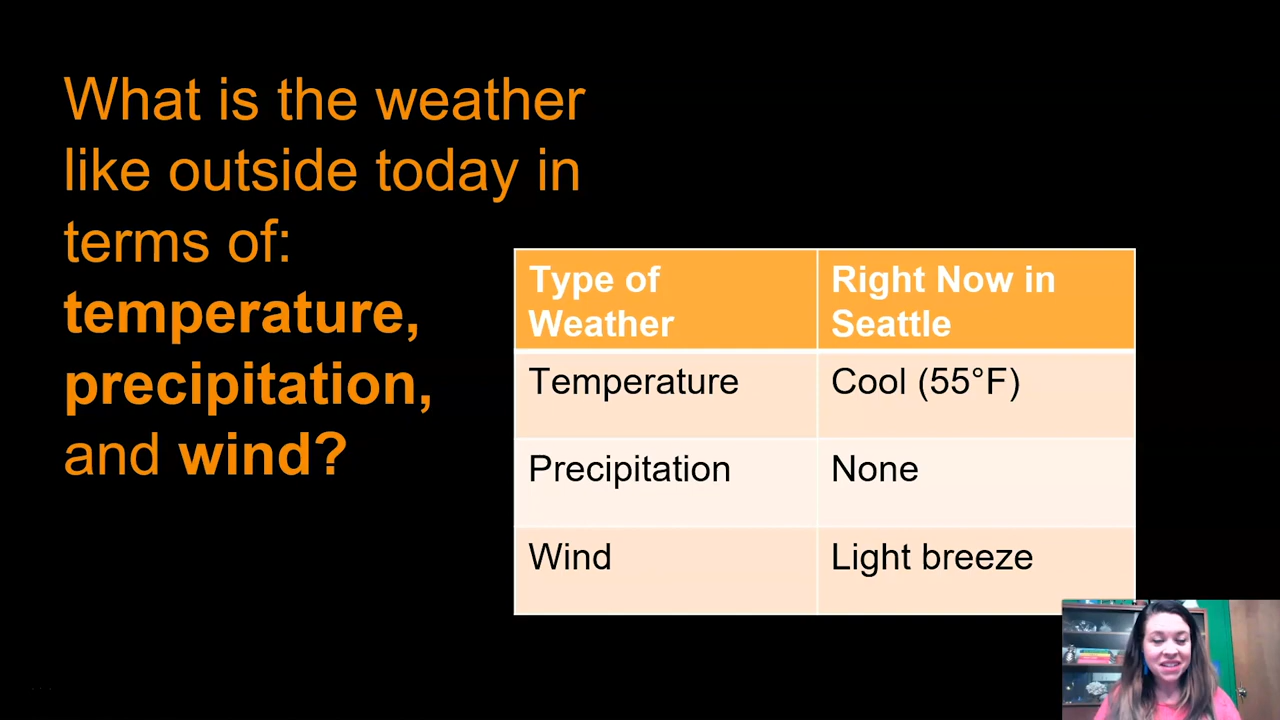 What is the weather
like outside today in
terms of:
temperature,
precipitation,
and wind?
Type of Weather
Right Now in Seattle
Temperature
Cool (55°F)
Precipitation
None
Wind
Light breeze